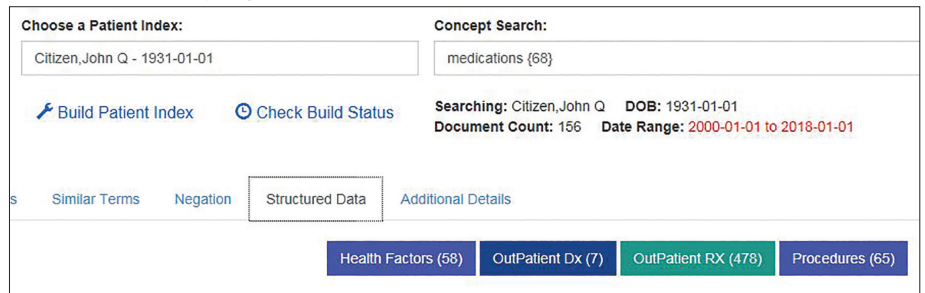 Choose a Patient Index:
Concept Search:
Citizen,John Q - 1931-01-01
medications {68}
Build Patient Index
Check Build Status
Searching: Citizen,John Q DOB: 1931-01-01
Document Count: 156 Date Range: 2000-01-01 to 2018-01-01
s Similar Terms Negation Structured Data Additional Details
Health Factors (58) OutPatient Dx (7) OutPatient RX (478) Procedures (65)